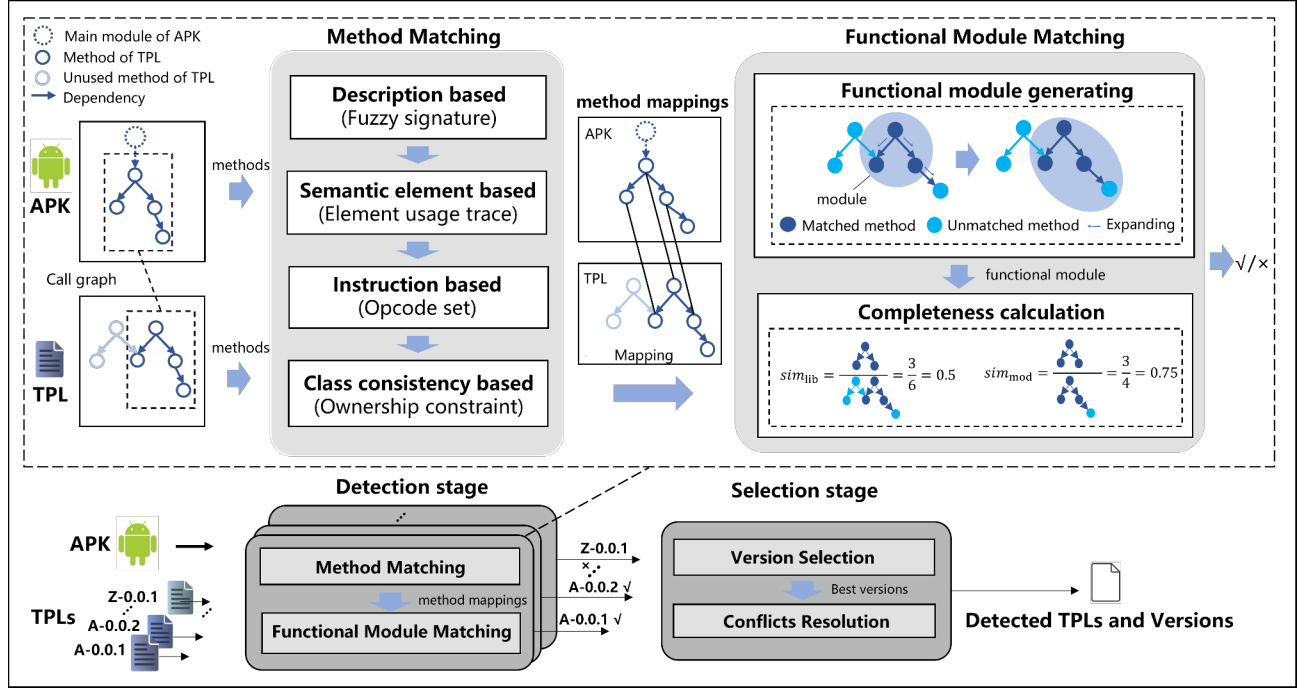 Main module of APK
Method of TPL
Unused method of TPL
Dependency
APK
methods
Call graph
TPL
methods
Method Matching
Description based
(Fuzzy signature)
Semantic element based
(Element usage trace)
Instruction based
(Opcode set)
Class consistency based
(Ownership constraint)
method mappings
APK
TPL
Mapping
Functional Module Matching
Functional module generating
module
Matched method
Unmatched method
Expanding
functional module
Completeness calculation
sim_lib = = 3/6 = 0.5
sim_mod = = 3/4 = 0.75
√/×
Detection stage
APK
TPLs
Z-0.0.1
A-0.0.2
A-0.0.1
Method Matching
method mappings
Functional Module Matching
Z-0.0.1
×
A-0.0.2 √
A-0.0.1 √
Selection stage
Version Selection
Best versions
Conflicts Resolution
Detected TPLs and Versions